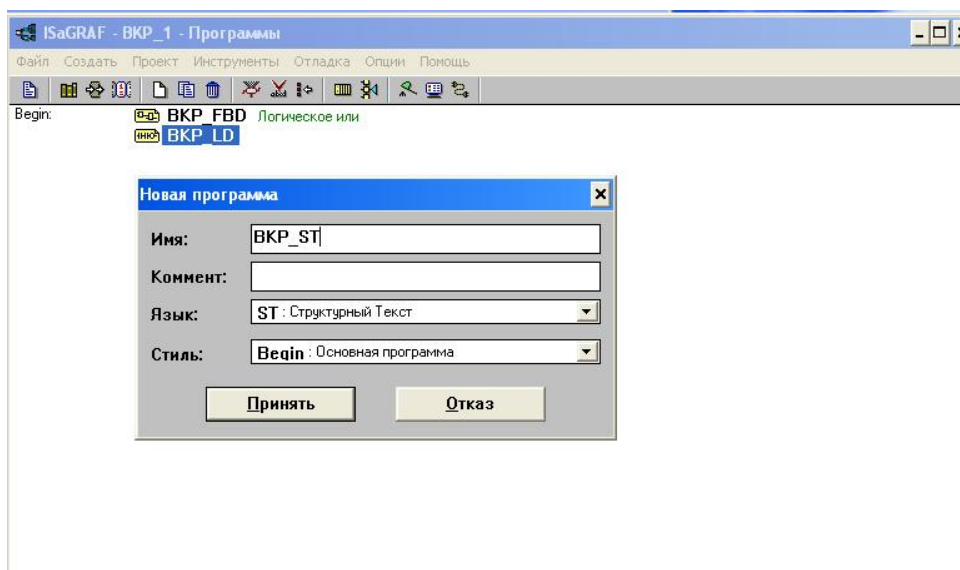 ISaGRAF - BKP_1 - Программы
Файл Создать Проект Инструменты Отладка Опции Помощь
Begin: BKP_FBD Логическое или
BKP_LD
Новая программа
Имя: BKP_ST
Коммент:
Язык: ST : Структурный Текст
Стиль: Begin : Основная программа
Принять Отказ